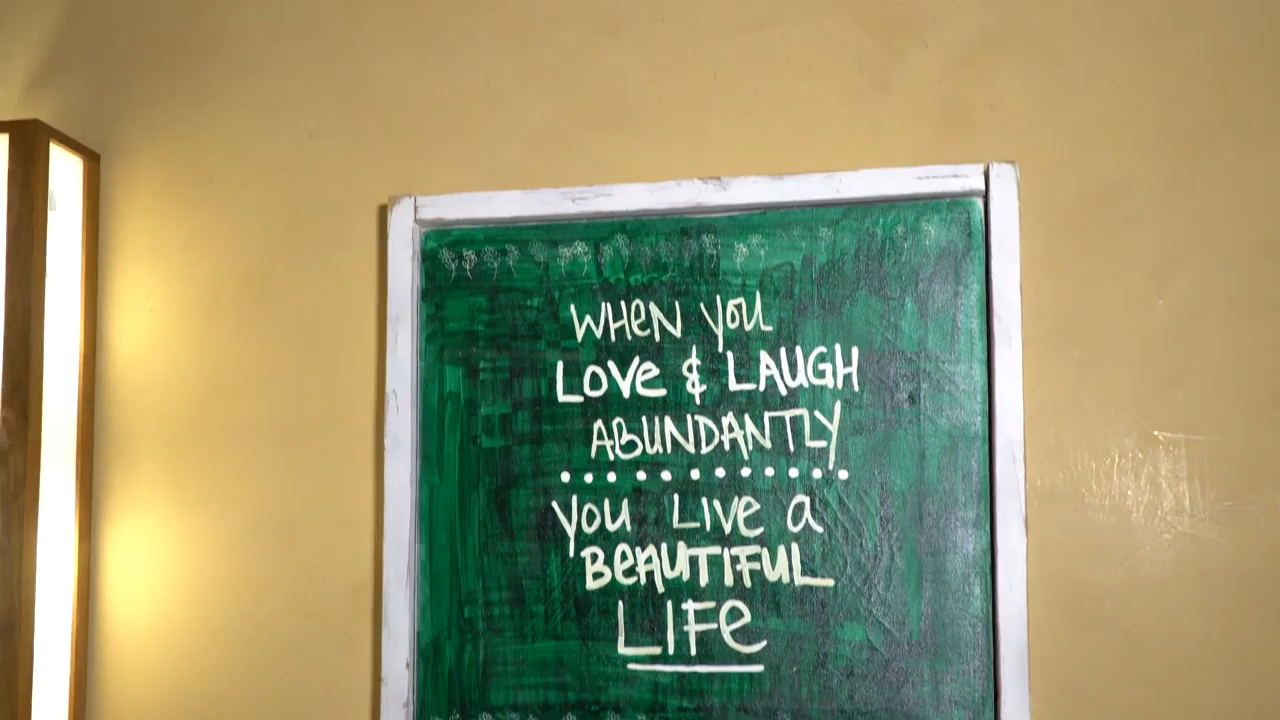 WHeN you
LOVe & LAUGH
ABUNDANTLY
............
you LIVe a
BeAUTIFUL
LIFe